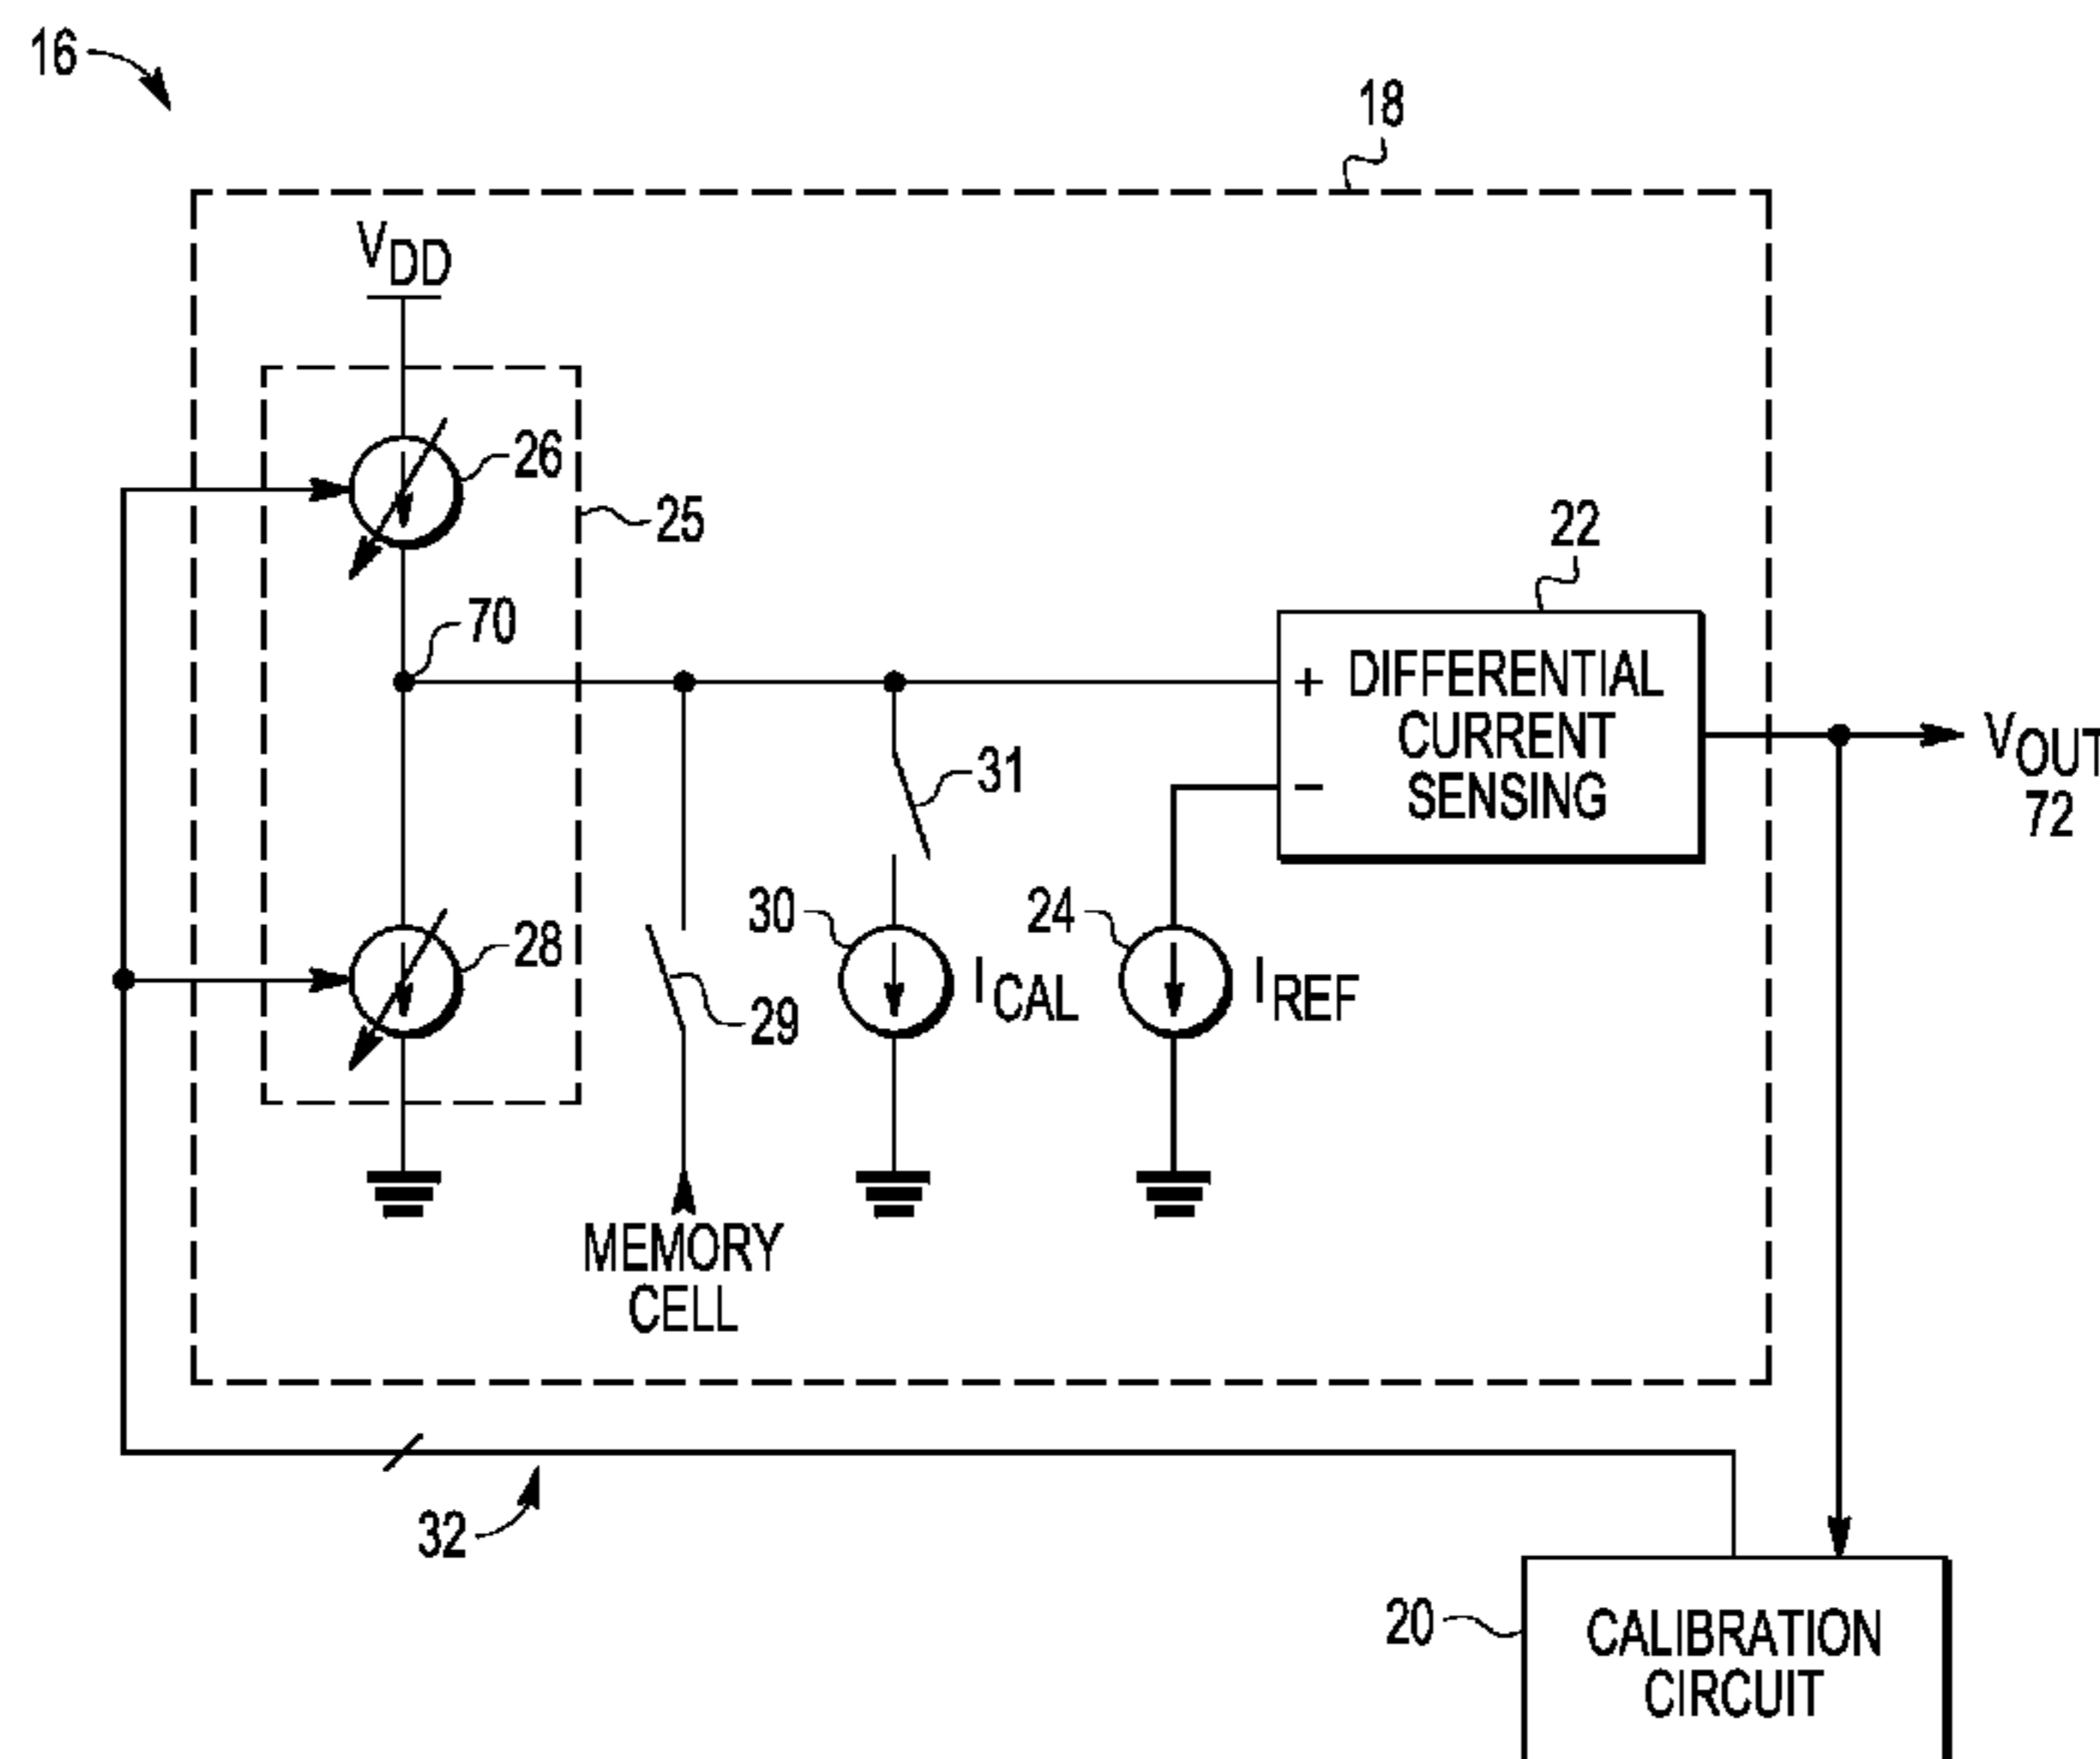 16
18
VDD
26
25
22
70
+ DIFFERENTIAL
CURRENT
− SENSING
31
VOUT
72
30
24
28
29
ICAL
IREF
MEMORY
CELL
32
20
CALIBRATION
CIRCUIT